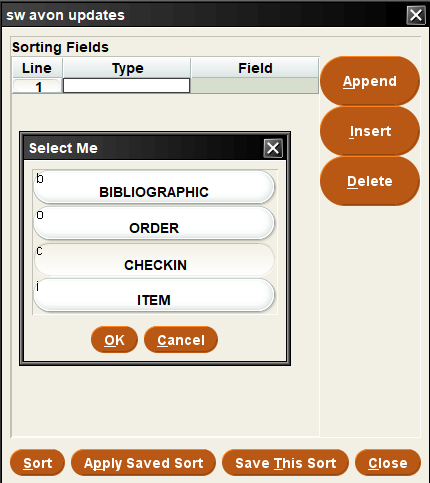 sw avon updates
Sorting Fields
Line Type Field
1
Append
Insert
Delete
Select Me
b
BIBLIOGRAPHIC
o
ORDER
c
CHECKIN
i
ITEM
OK Cancel
Sort Apply Saved Sort Save This Sort Close